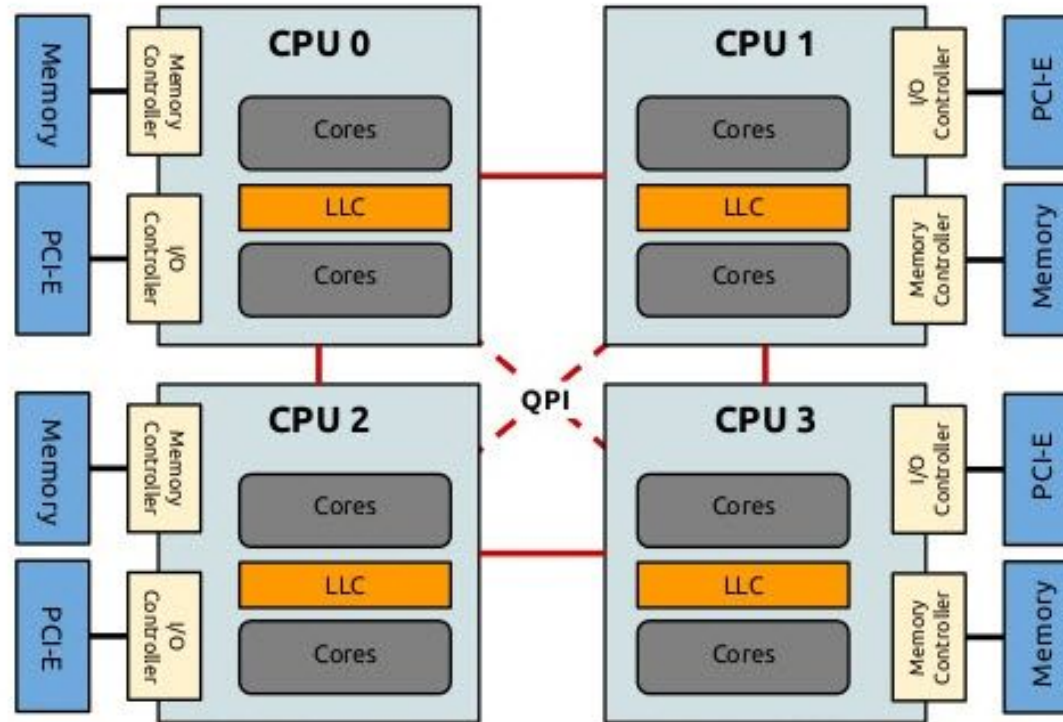 CPU 0
Memory
Memory
Controller
Cores
LLC
Cores
PCI-E
I/O
Controller
CPU 1
Cores
LLC
Cores
I/O
Controller
PCI-E
Memory
Controller
Memory
QPI
CPU 2
Memory
Memory
Controller
Cores
LLC
Cores
PCI-E
I/O
Controller
CPU 3
Cores
LLC
Cores
I/O
Controller
PCI-E
Memory
Controller
Memory